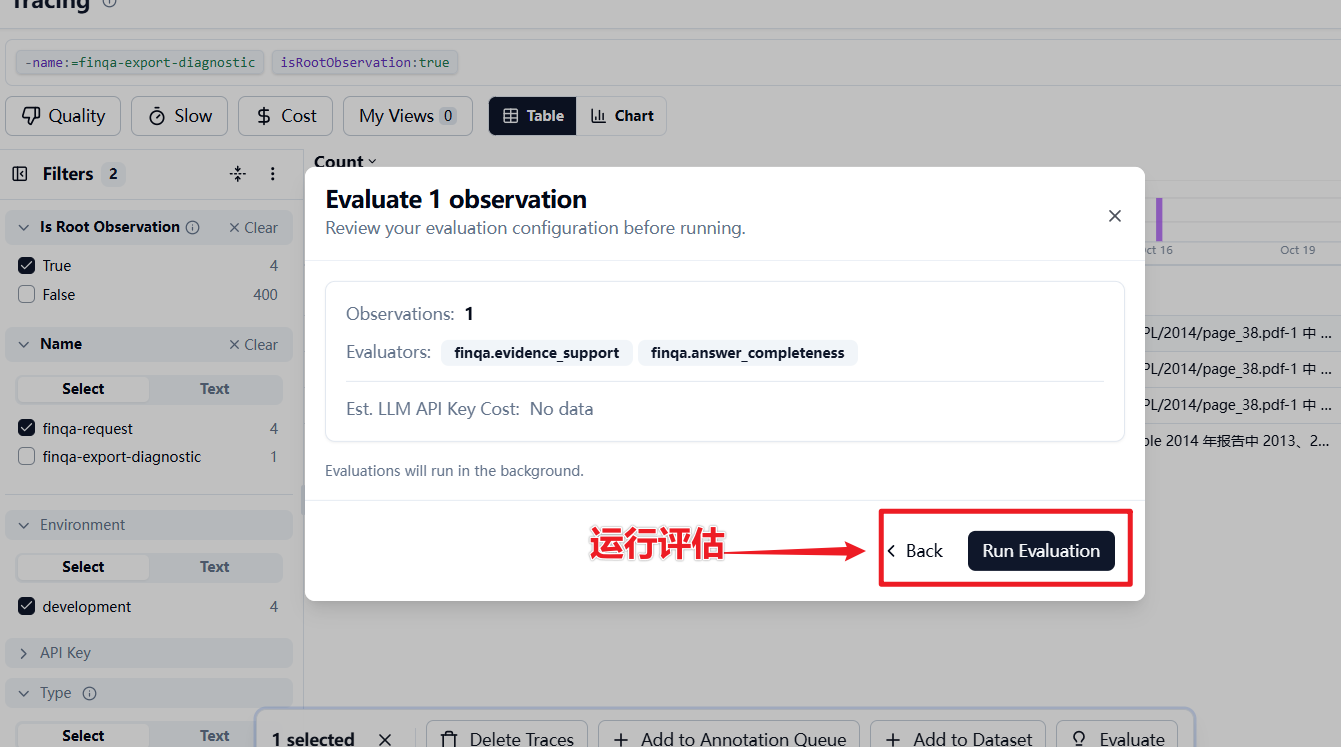 Tracing
-name:=finqa-export-diagnostic isRootObservation:true
Quality Slow Cost My Views 0 Table Chart
Filters 2
Count
Is Root Observation Clear
True 4
False 400
Name Clear
Select Text
finqa-request 4
finqa-export-diagnostic 1
Environment
Select Text
development 4
API Key
Type
Select Text
Evaluate 1 observation
Review your evaluation configuration before running.
Observations: 1
Evaluators: finqa.evidence_support finqa.answer_completeness
Est. LLM API Key Cost: No data
Evaluations will run in the background.
运行评估
Back Run Evaluation
16 Oct 19
PL/2014/page_38.pdf-1 中 ...
PL/2014/page_38.pdf-1 中 ...
PL/2014/page_38.pdf-1 中 ...
2014 年报告中 2013、2...
1 selected Delete Traces Add to Annotation Queue Add to Dataset Evaluate